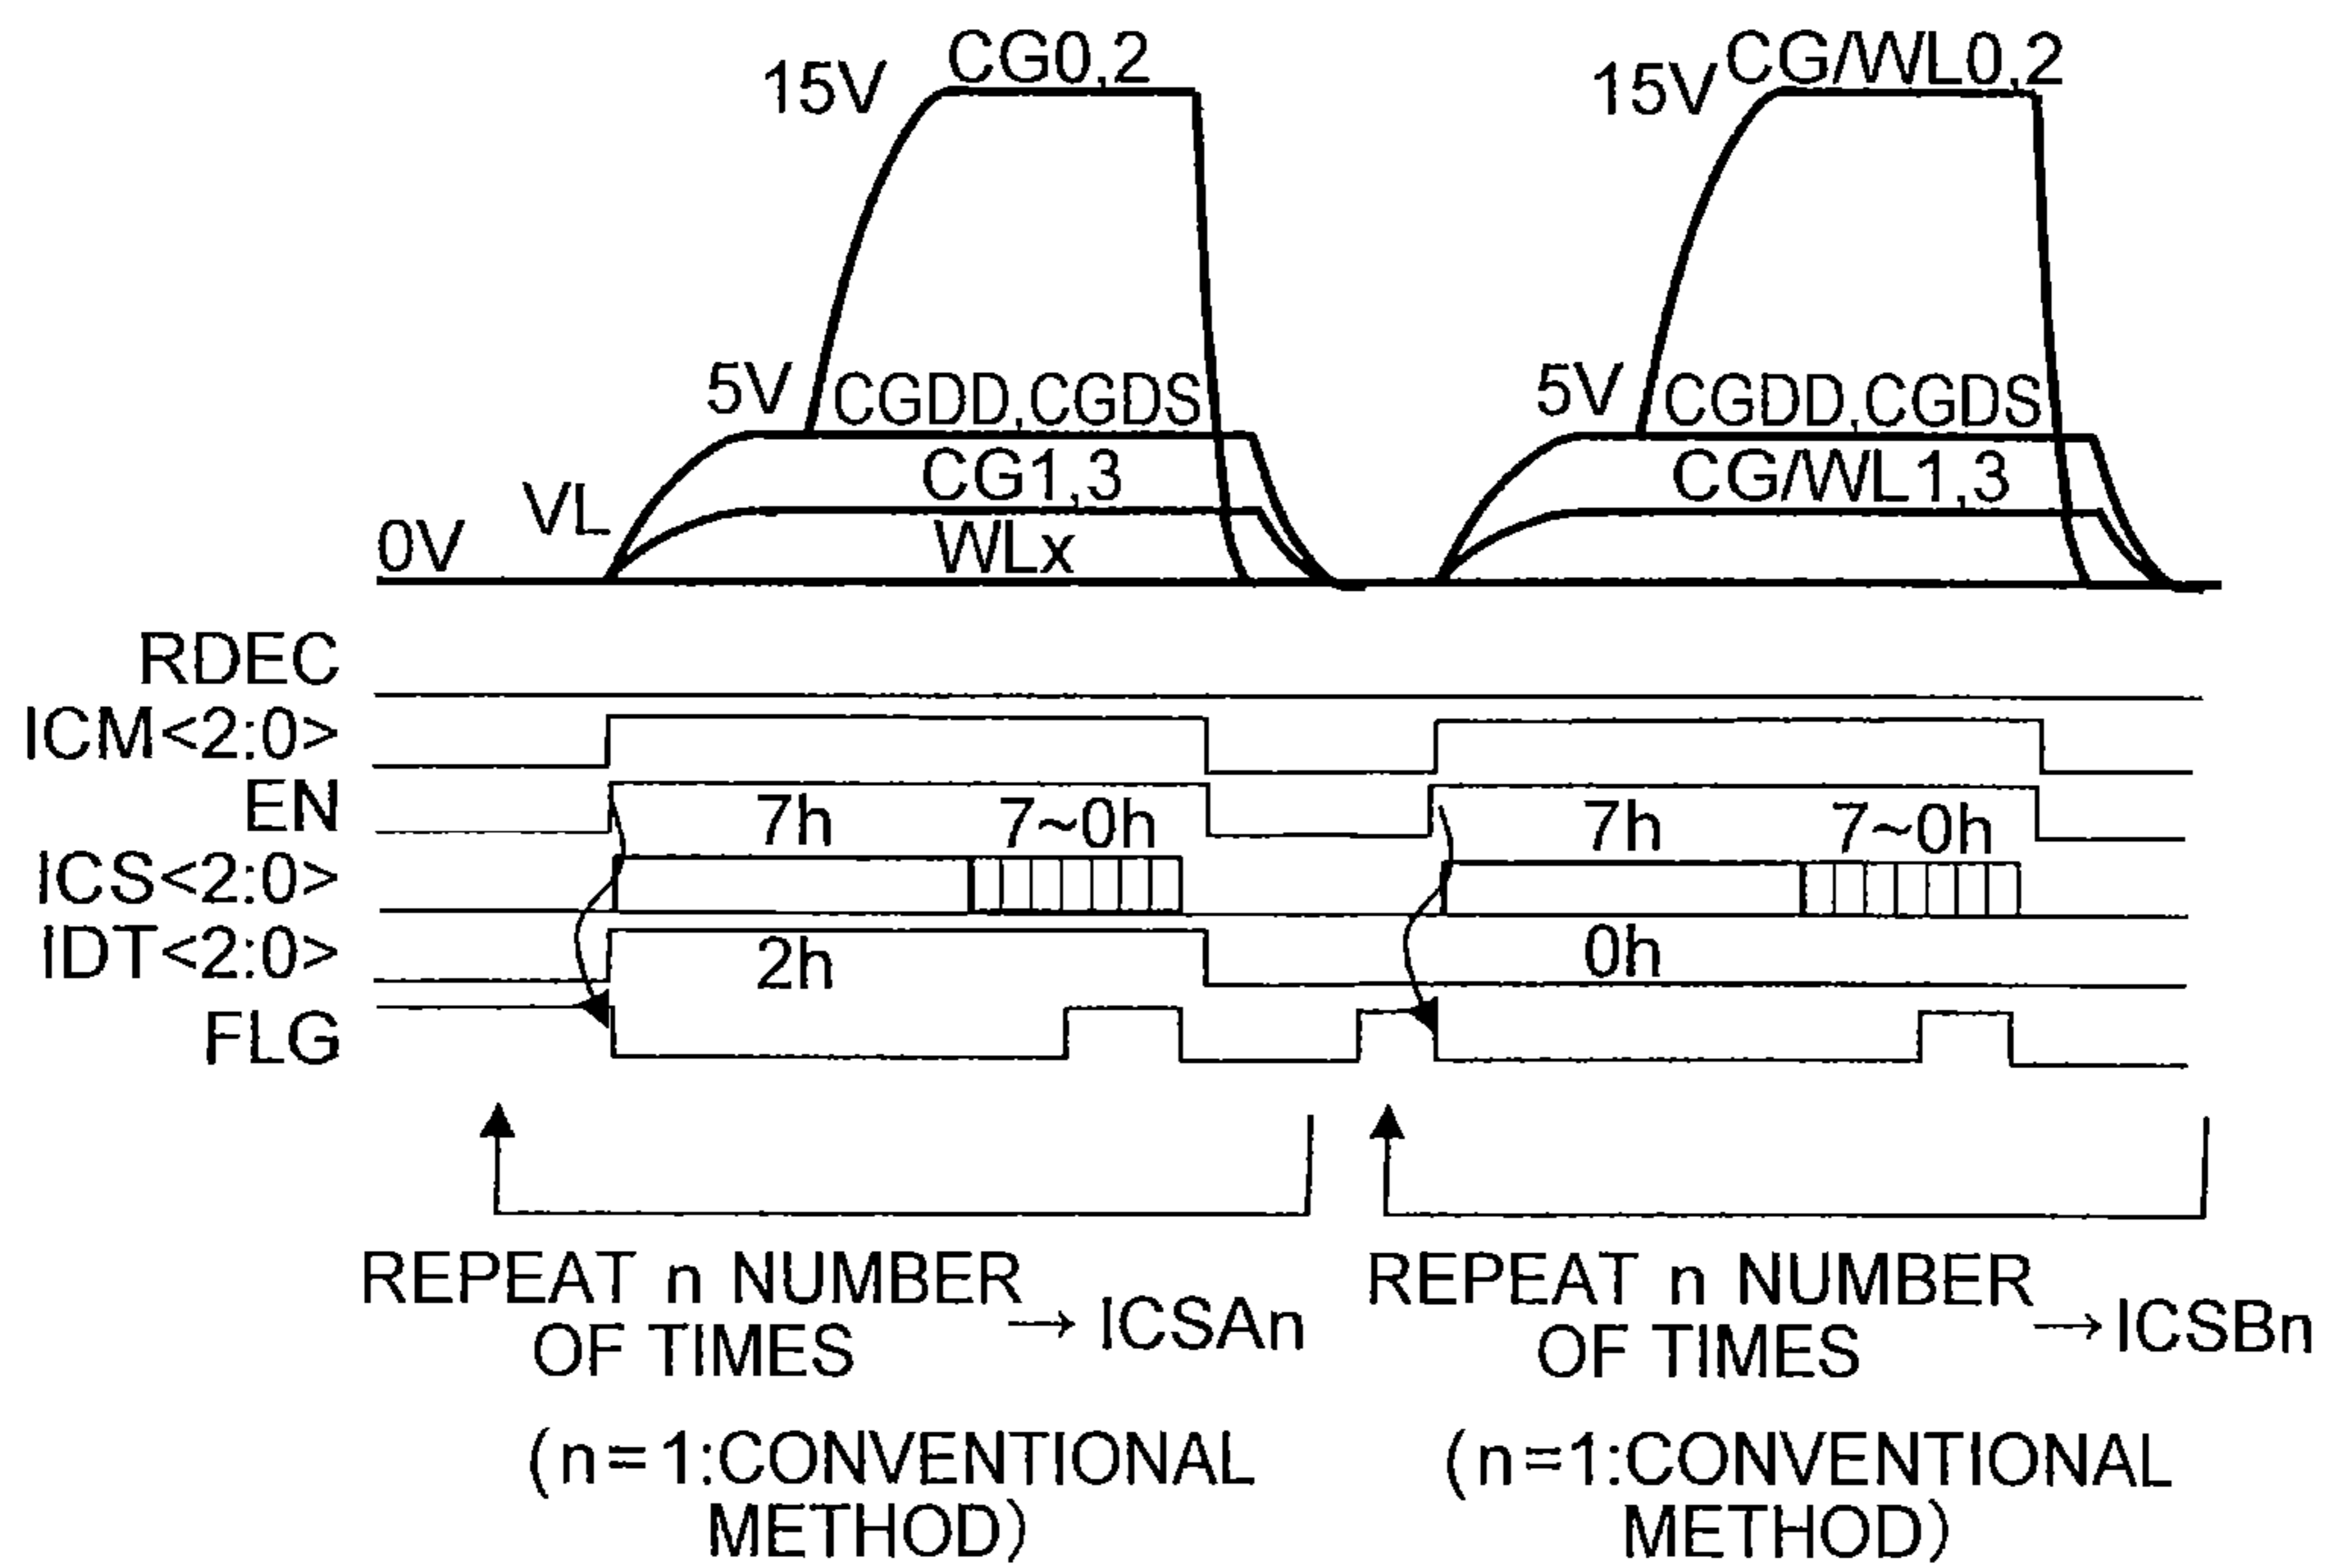 CG0,2
15V
CG/WL0,2
15V
5V
CGDD,CGDS
5V
CGDD,CGDS
CG1,3
CG/WL1,3
VL
0V
WLx
RDEC
ICM<2:0>
EN
7h
7~0h
7h
7~0h
ICS<2:0>
IDT<2:0>
2h
0h
FLG
REPEAT n NUMBER
OF TIMES
→ ICSAn
(n=1:CONVENTIONAL
METHOD)
REPEAT n NUMBER
OF TIMES
→ ICSBn
(n=1:CONVENTIONAL
METHOD)